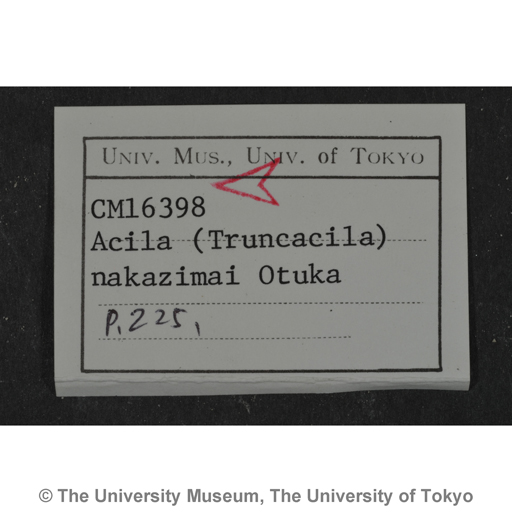 Univ. Mus., Univ. of Tokyo
CM16398
Acila (Truncacila)
nakazimai Otuka
P. 225,
© The University Museum, The University of Tokyo